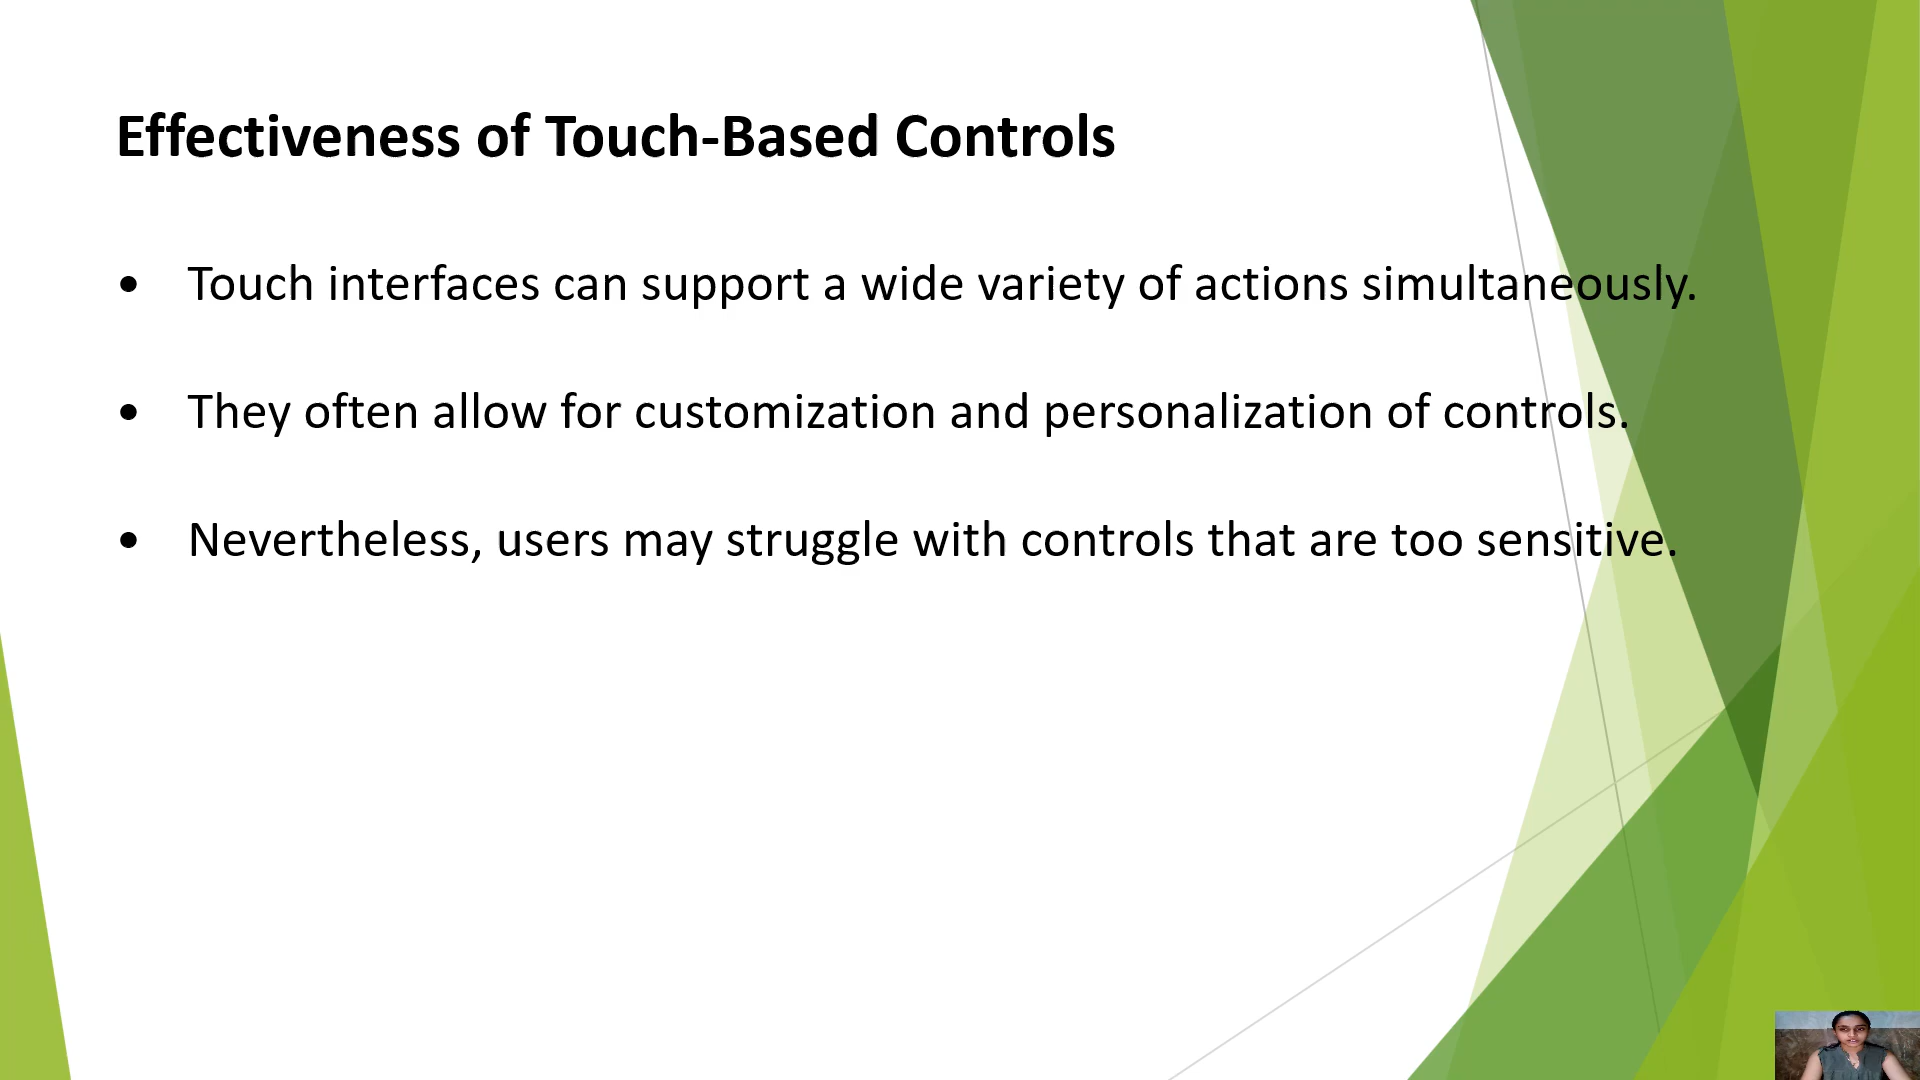 Effectiveness of Touch-Based Controls
• Touch interfaces can support a wide variety of actions simultaneously.
• They often allow for customization and personalization of controls.
• Nevertheless, users may struggle with controls that are too sensitive.